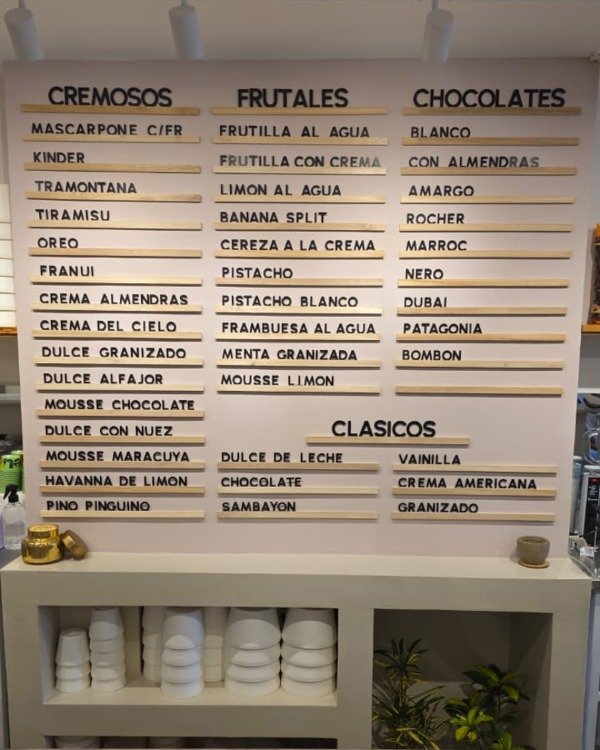 CREMOSOS
MASCARPONE C/FR
KINDER
TRAMONTANA
TIRAMISU
OREO
FRANUI
CREMA ALMENDRAS
CREMA DEL CIELO
DULCE GRANIZADO
DULCE ALFAJOR
MOUSSE CHOCOLATE
DULCE CON NUEZ
MOUSSE MARACUYA
HAVANNA DE LIMON
PINO PINGUINO
FRUTALES
FRUTILLA AL AGUA
FRUTILLA CON CREMA
LIMON AL AGUA
BANANA SPLIT
CEREZA A LA CREMA
PISTACHO
PISTACHO BLANCO
FRAMBUESA AL AGUA
MENTA GRANIZADA
MOUSSE LIMON
CHOCOLATES
BLANCO
CON ALMENDRAS
AMARGO
ROCHER
MARROC
NERO
DUBAI
PATAGONIA
BOMBON
CLASICOS
DULCE DE LECHE
CHOCOLATE
SAMBAYON
VAINILLA
CREMA AMERICANA
GRANIZADO